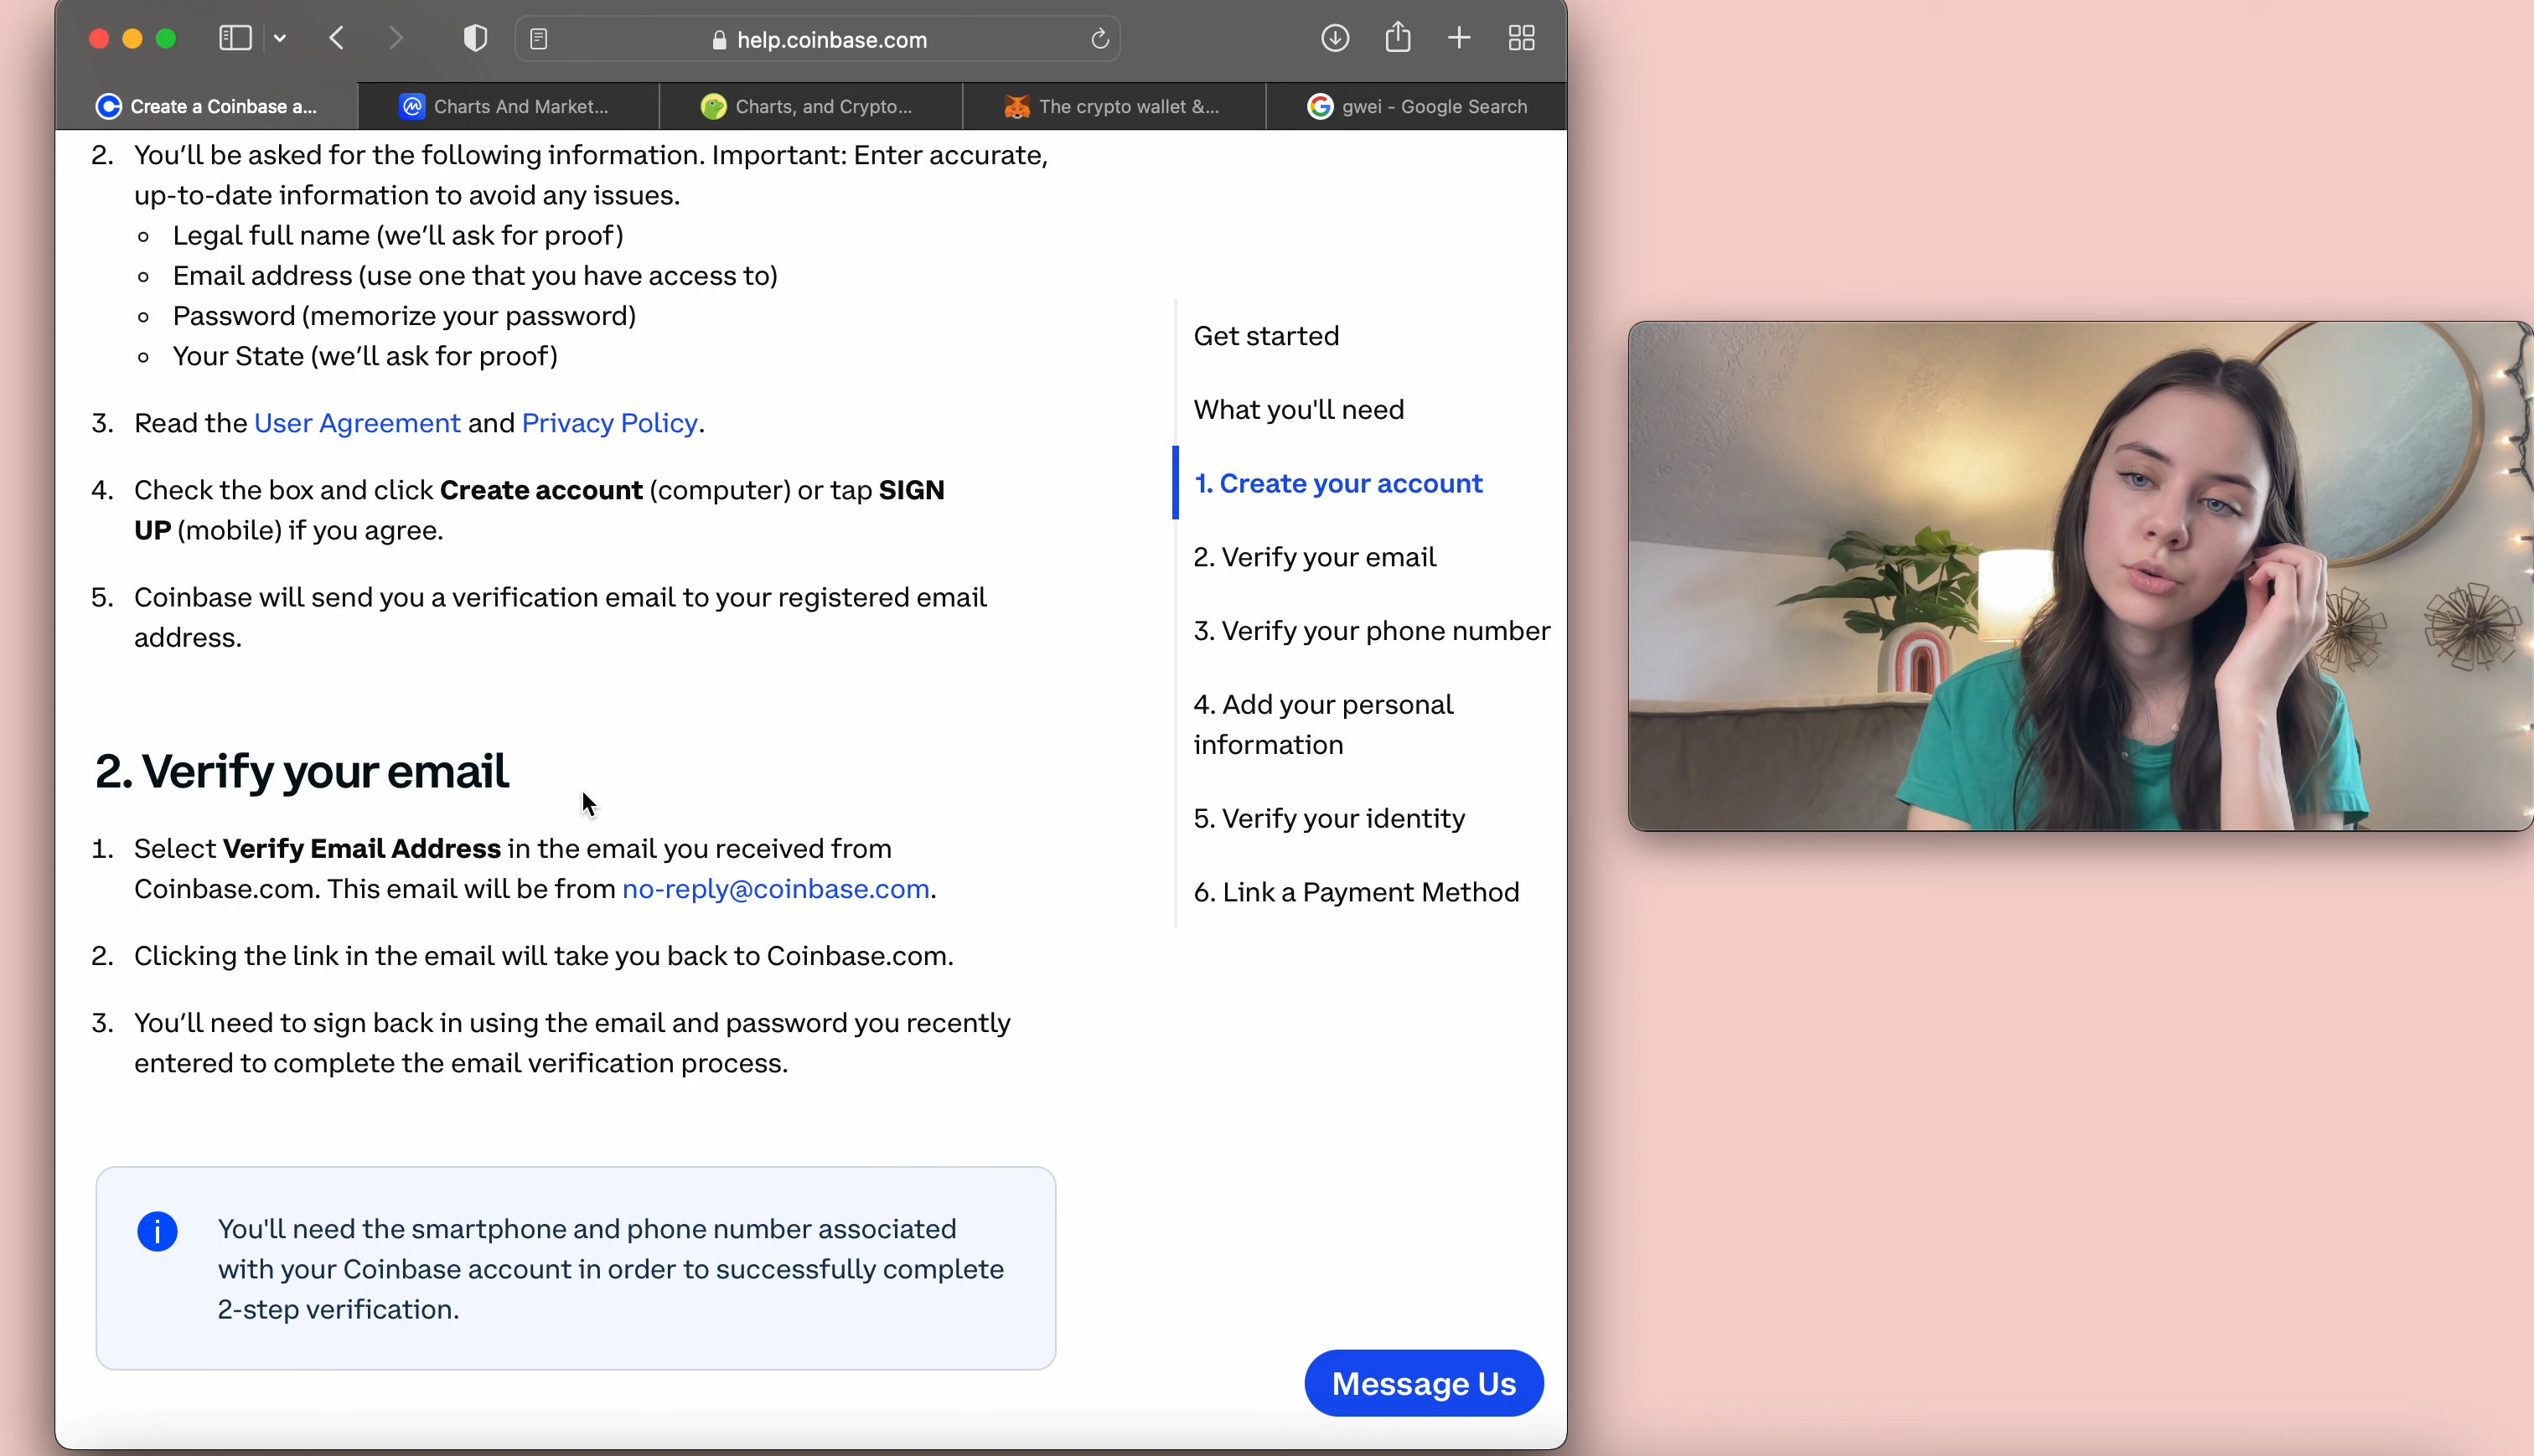 help.coinbase.com
Create a Coinbase a...
Charts And Market...
Charts, and Crypto...
The crypto wallet &...
gwei - Google Search
2. You’ll be asked for the following information. Important: Enter accurate,
up-to-date information to avoid any issues.
Legal full name (we’ll ask for proof)
Email address (use one that you have access to)
Password (memorize your password)
Your State (we’ll ask for proof)
3. Read the User Agreement and Privacy Policy.
4. Check the box and click Create account (computer) or tap SIGN
UP (mobile) if you agree.
5. Coinbase will send you a verification email to your registered email
address.
2. Verify your email
1. Select Verify Email Address in the email you received from
Coinbase.com. This email will be from no-reply@coinbase.com.
2. Clicking the link in the email will take you back to Coinbase.com.
3. You’ll need to sign back in using the email and password you recently
entered to complete the email verification process.
You'll need the smartphone and phone number associated
with your Coinbase account in order to successfully complete
2-step verification.
Get started
What you'll need
1. Create your account
2. Verify your email
3. Verify your phone number
4. Add your personal
information
5. Verify your identity
6. Link a Payment Method
Message Us